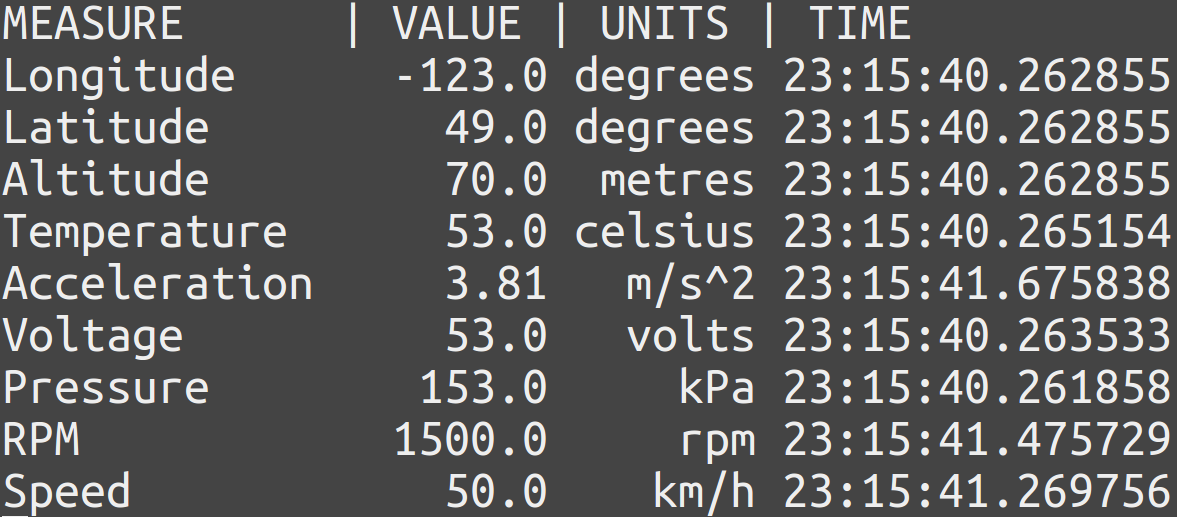 MEASURE | VALUE | UNITS | TIME
Longitude -123.0 degrees 23:15:40.262855
Latitude 49.0 degrees 23:15:40.262855
Altitude 70.0 metres 23:15:40.262855
Temperature 53.0 celsius 23:15:40.265154
Acceleration 3.81 m/s^2 23:15:41.675838
Voltage 53.0 volts 23:15:40.263533
Pressure 153.0 kPa 23:15:40.261858
RPM 1500.0 rpm 23:15:41.475729
Speed 50.0 km/h 23:15:41.269756